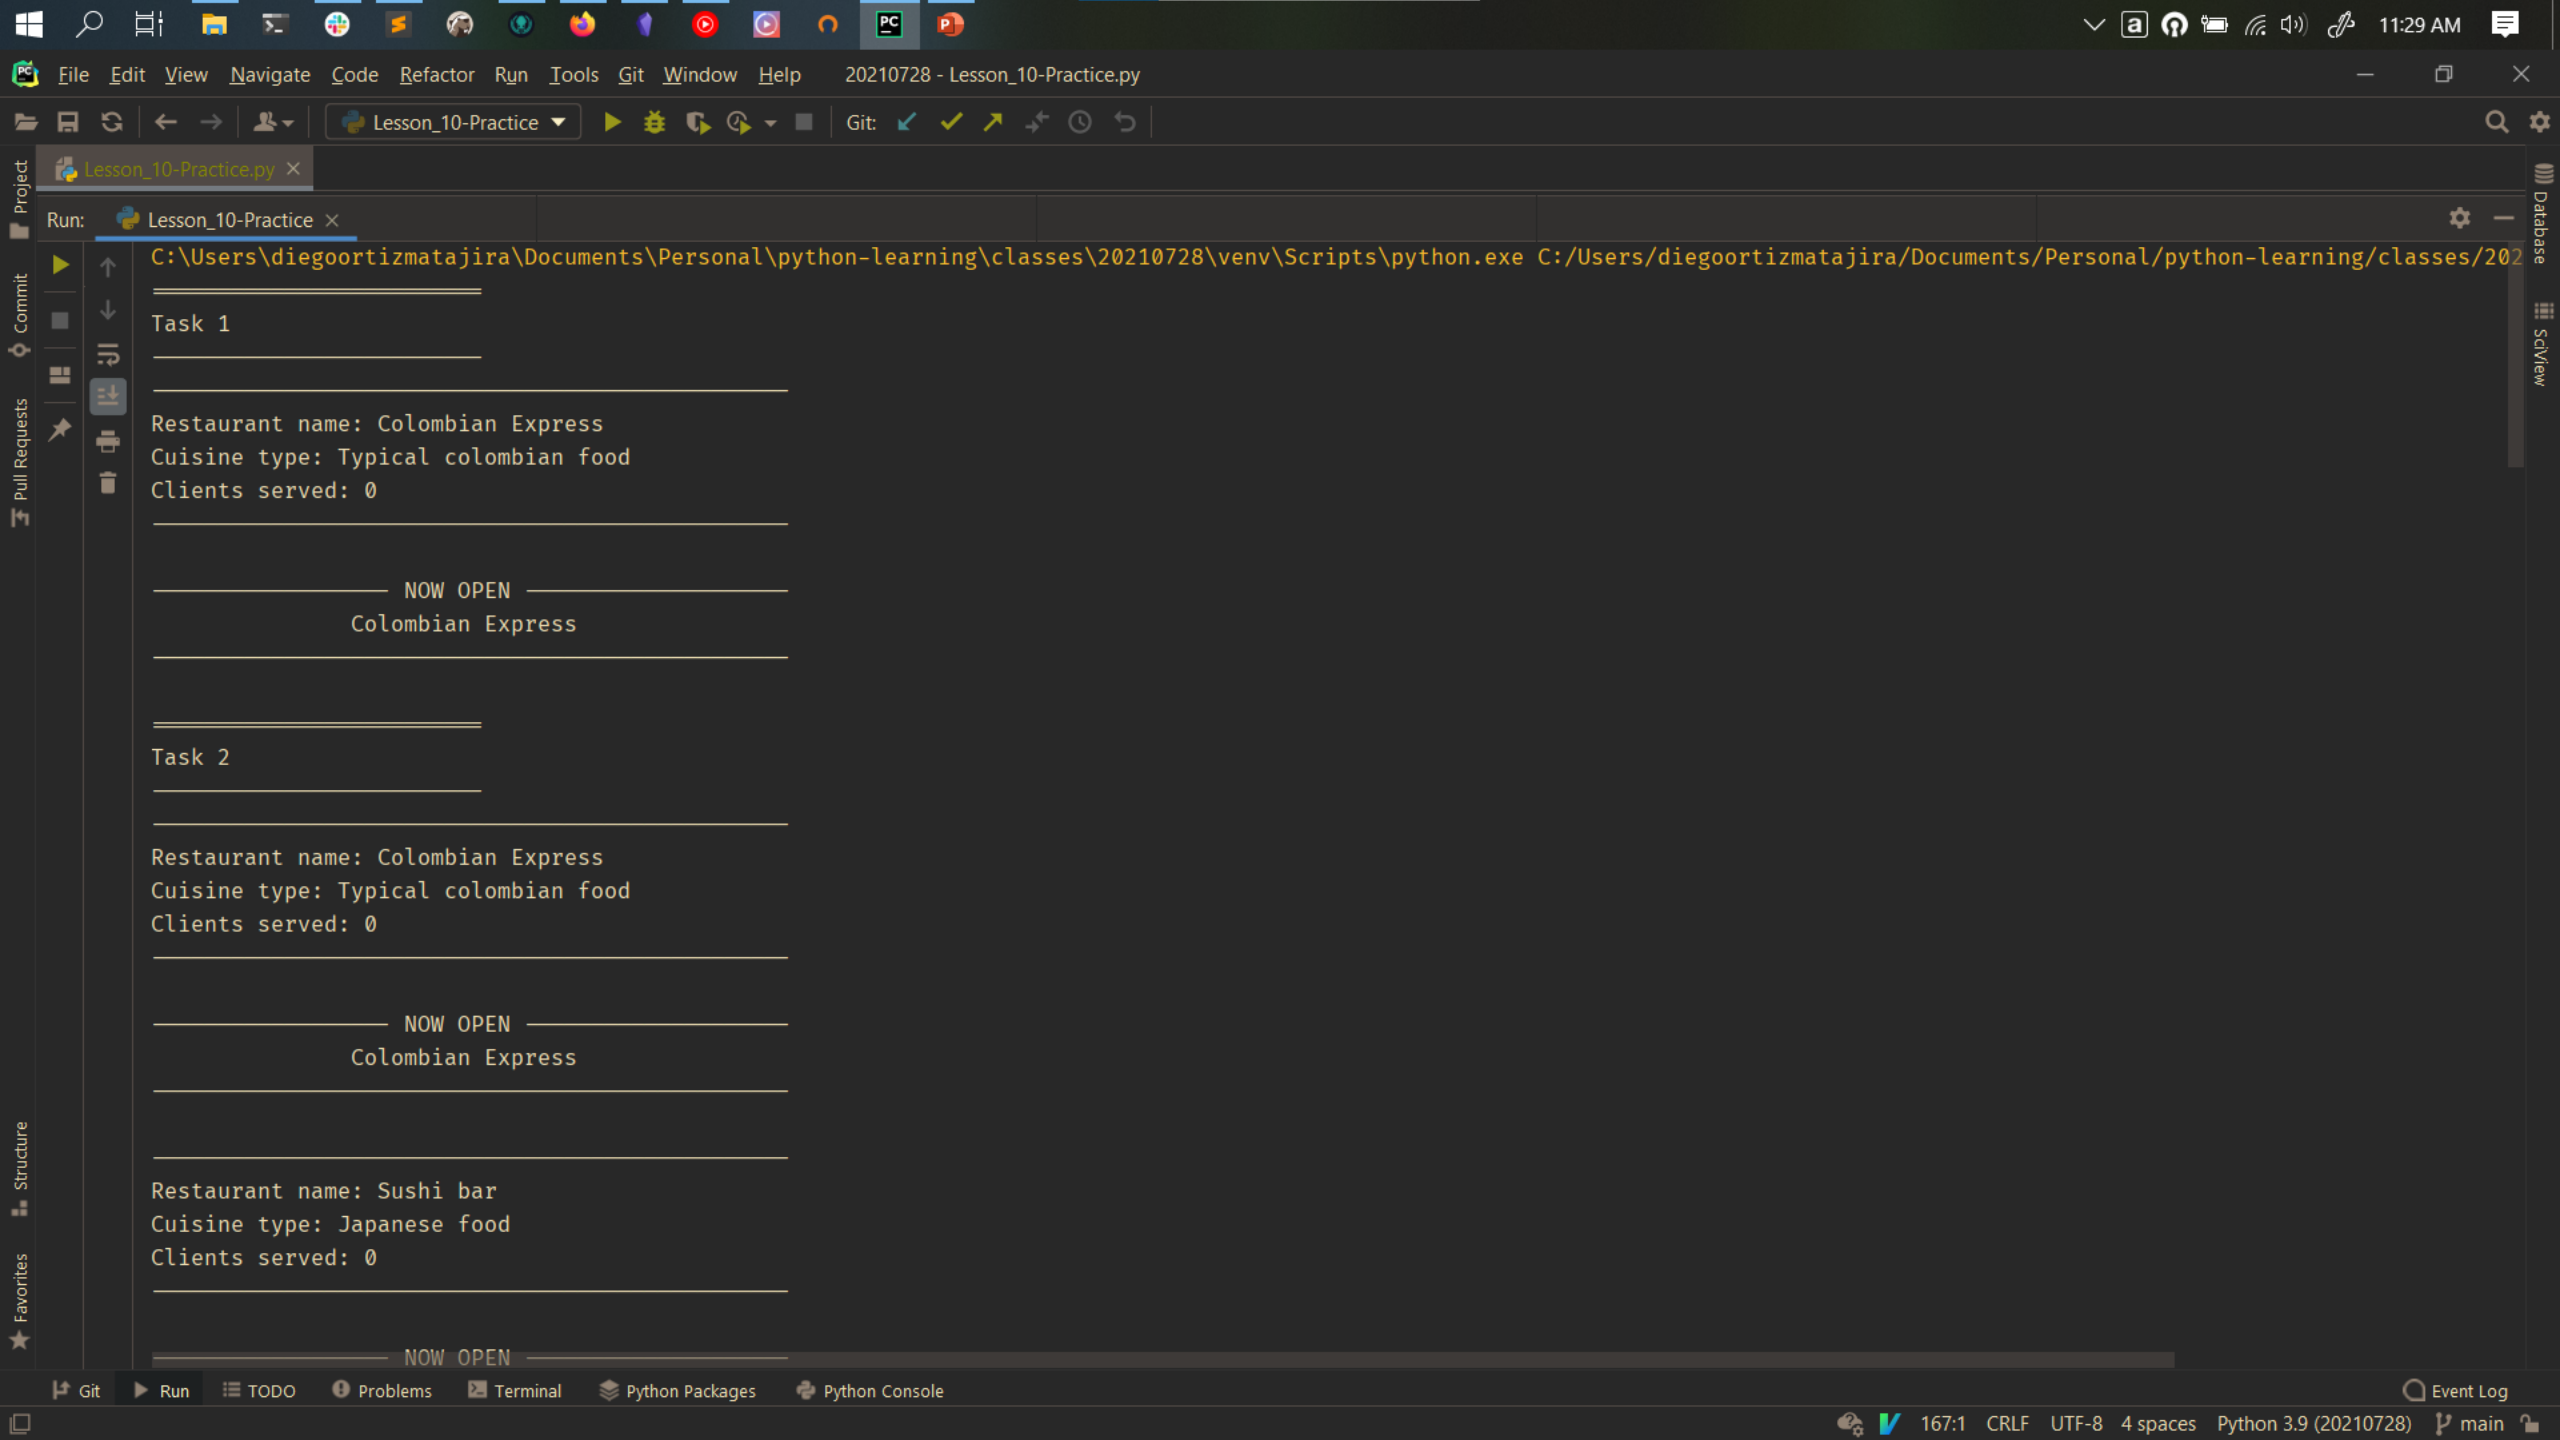 11:29 AM
File Edit View Navigate Code Refactor Run Tools Git Window Help 20210728 - Lesson_10-Practice.py
Lesson_10-Practice Git:
Lesson_10-Practice.py
Run: Lesson_10-Practice
C:\Users\diegoortizmatajira\Documents\Personal\python-learning\classes\20210728\venv\Scripts\python.exe C:/Users/diegoortizmatajira/Documents/Personal/python-learning/classes/202
Task 1
Restaurant name: Colombian Express
Cuisine type: Typical colombian food
Clients served: 0
NOW OPEN
Colombian Express
Task 2
Restaurant name: Colombian Express
Cuisine type: Typical colombian food
Clients served: 0
NOW OPEN
Colombian Express
Restaurant name: Sushi bar
Cuisine type: Japanese food
Clients served: 0
NOW OPEN
Project
Commit
Pull Requests
Structure
Favorites
Database
SciView
Git Run TODO Problems Terminal Python Packages Python Console Event Log
167:1 CRLF UTF-8 4 spaces Python 3.9 (20210728) main